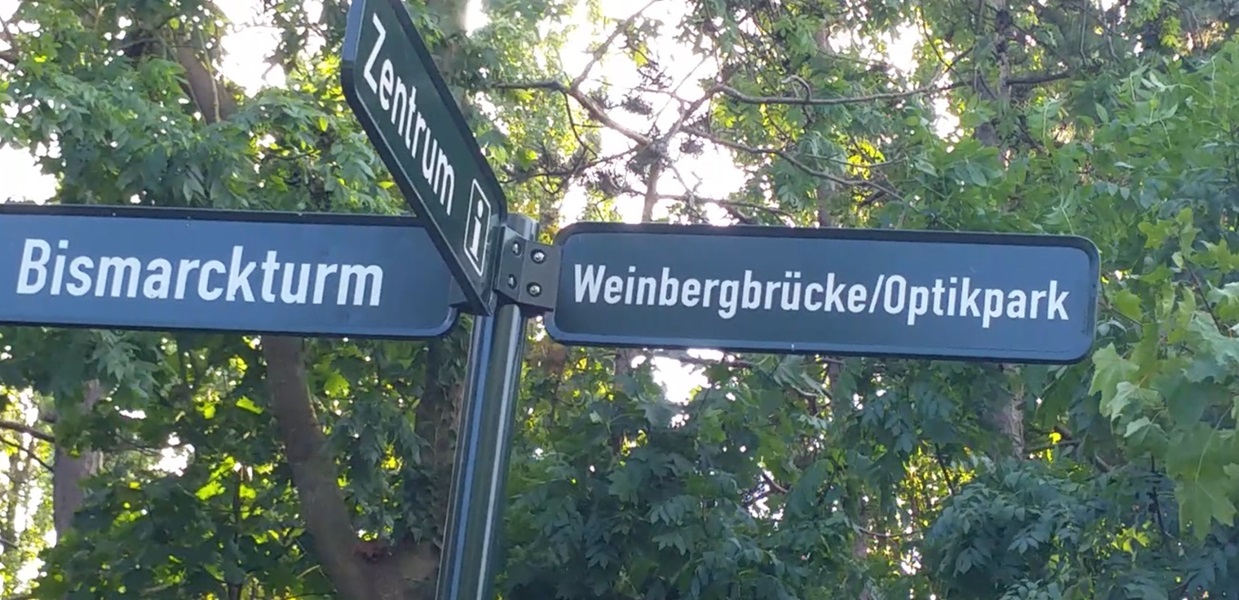 Zentrum i
Bismarckturm
Weinbergbrücke/Optikpark